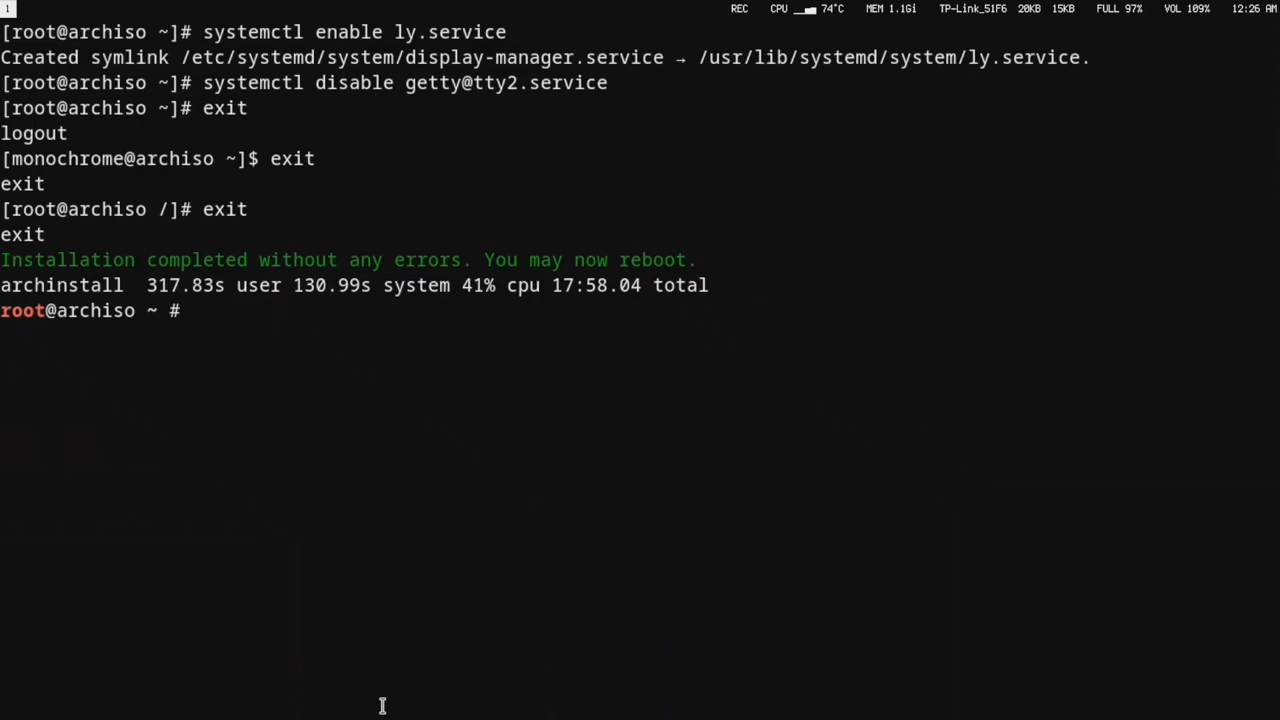 1 REC CPU 74°C MEM 1.1Gi TP-Link_51F6 20KB 15KB FULL 97% VOL 109% 12:26 AM
[root@archiso ~]# systemctl enable ly.service
Created symlink /etc/systemd/system/display-manager.service → /usr/lib/systemd/system/ly.service.
[root@archiso ~]# systemctl disable getty@tty2.service
[root@archiso ~]# exit
logout
[monochrome@archiso ~]$ exit
exit
[root@archiso /]# exit
exit
Installation completed without any errors. You may now reboot.
archinstall  317.83s user 130.99s system 41% cpu 17:58.04 total
root@archiso ~ #